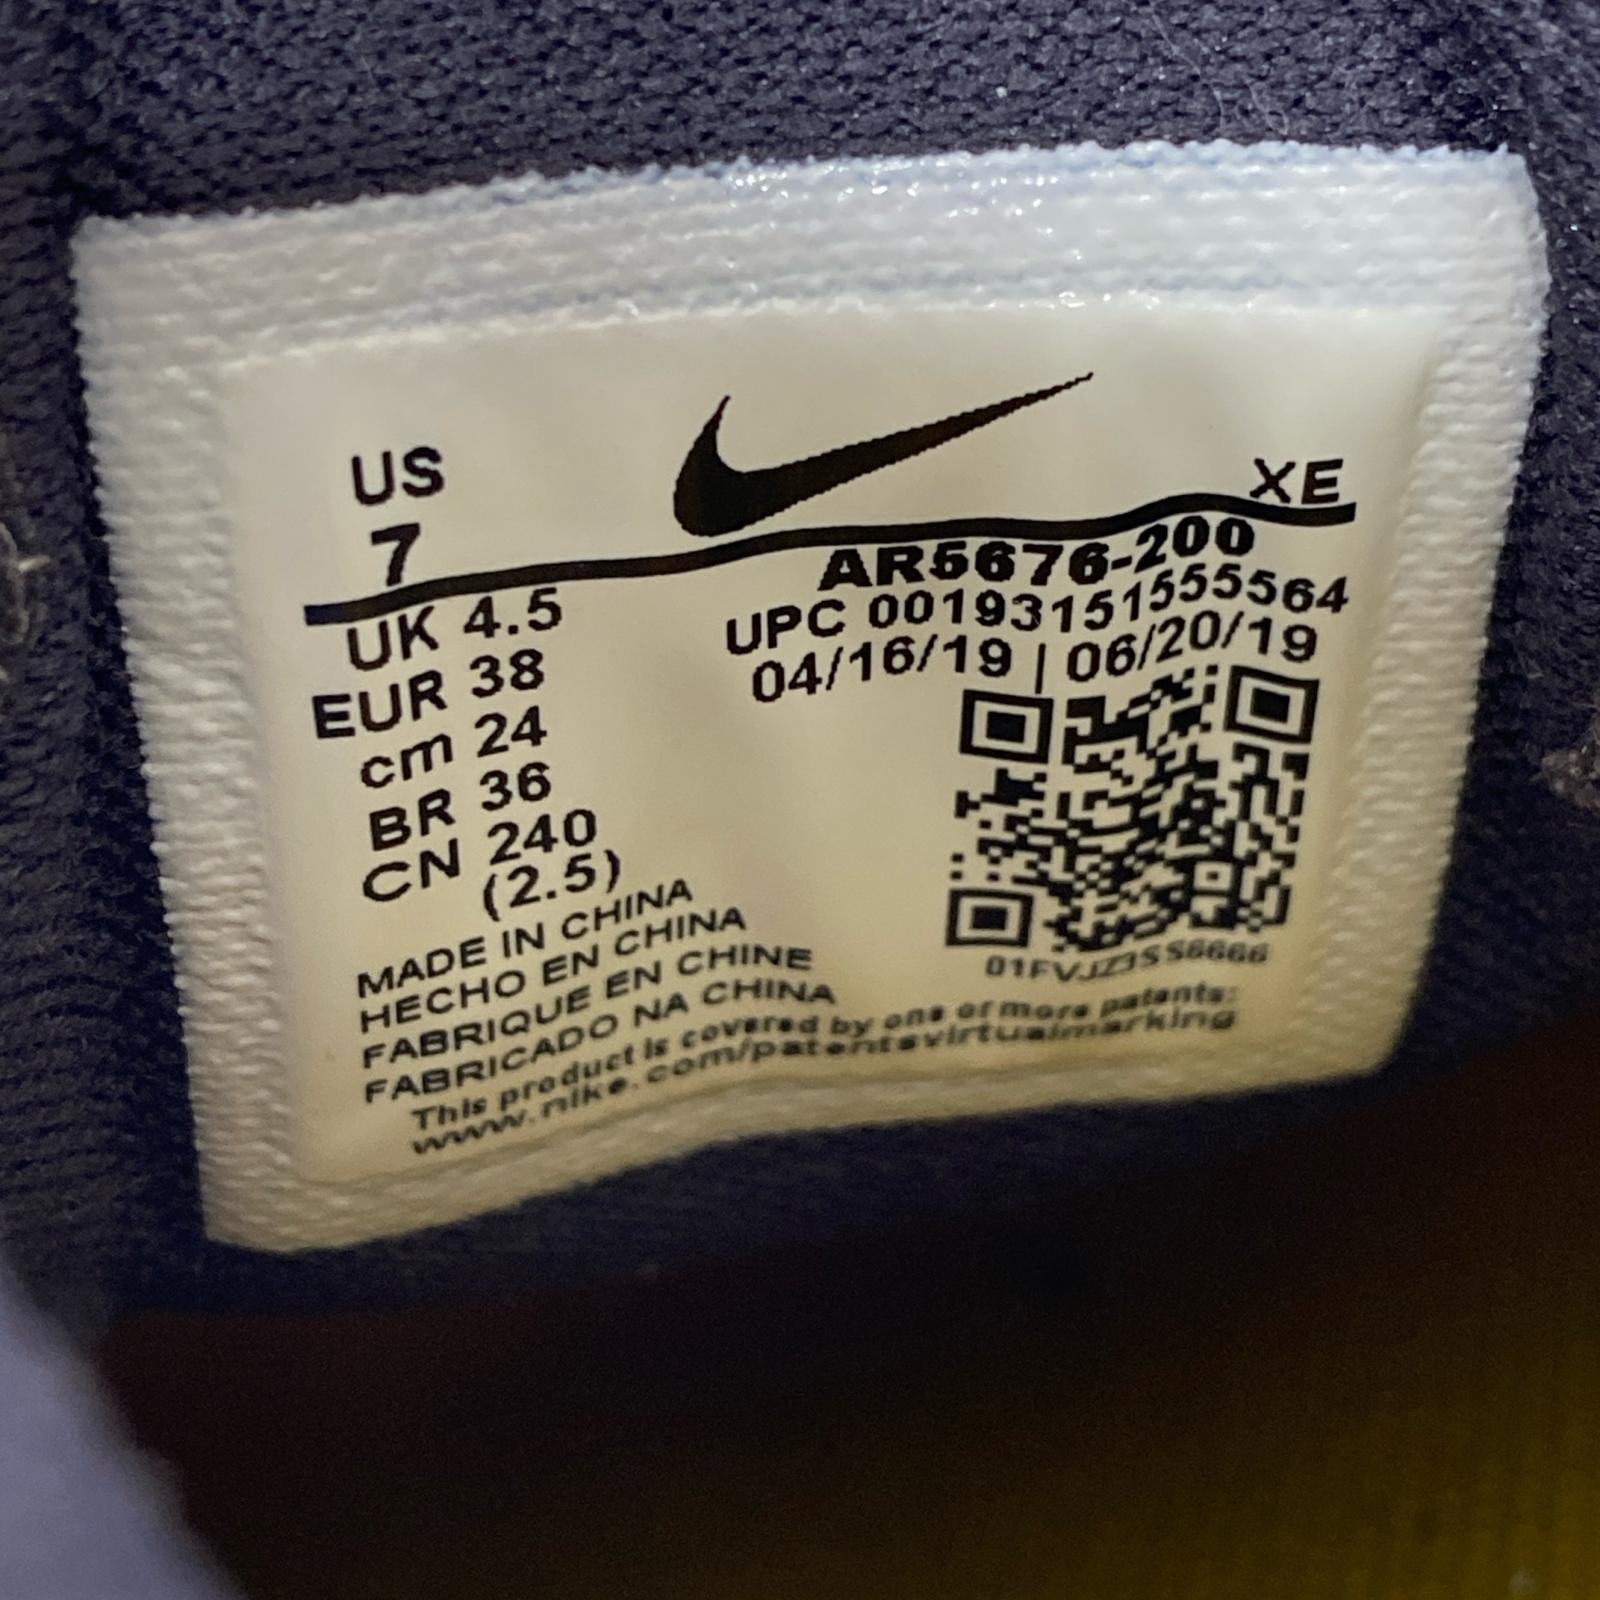 US
7
XE
UK 4.5
EUR 38
cm 24
BR 36
CN 240
(2.5)
AR5676-200
UPC 00193151555564
04/16/19 | 06/20/19
01FVJZ3SS6666
MADE IN CHINA
HECHO EN CHINA
FABRIQUE EN CHINE
FABRICADO NA CHINA
This product is covered by one or more patents:
www.nike.com/patentsvirtualmarking